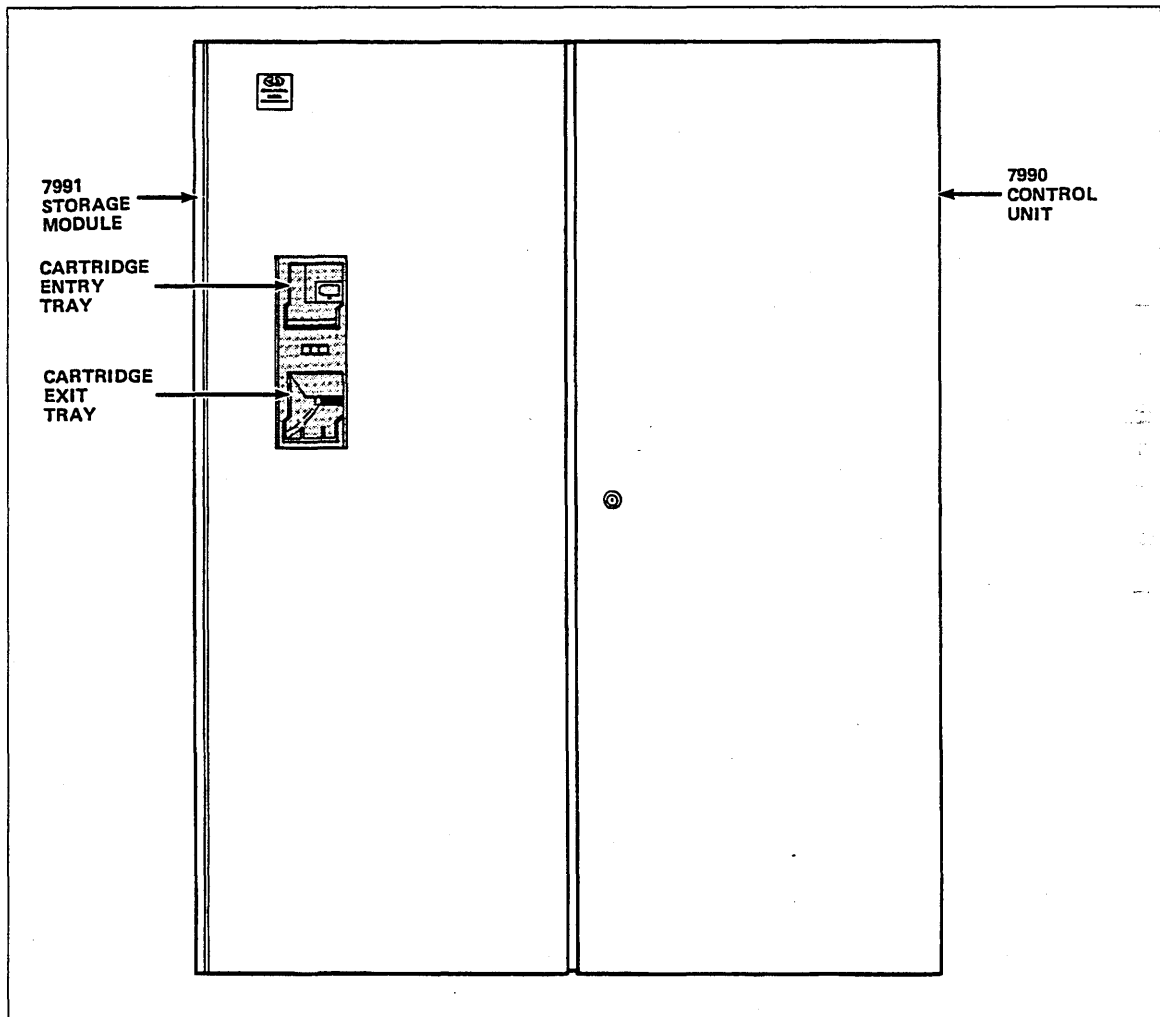 7991
STORAGE
MODULE
CARTRIDGE
ENTRY
TRAY
CARTRIDGE
EXIT
TRAY
7990
CONTROL
UNIT